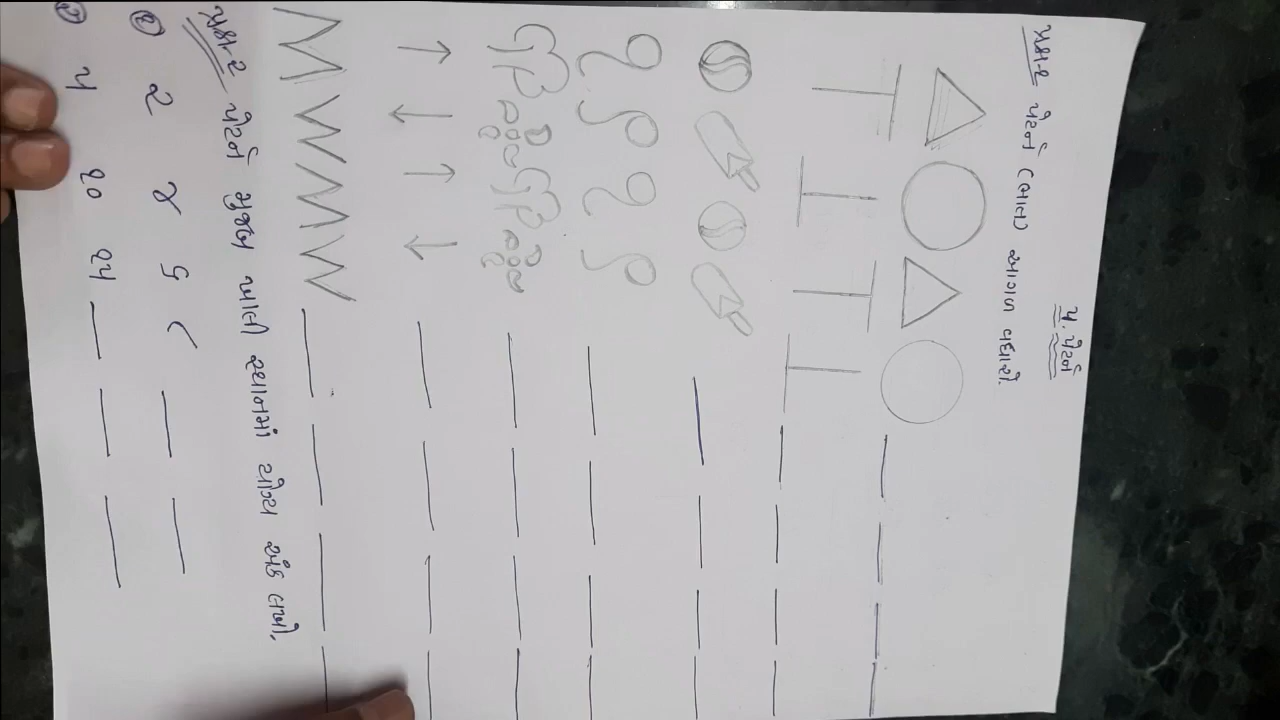 ૫. પેટર્ન
પ્રશ્ન-૧ પેટર્ન (ભાત) આગળ વધારો.
પ્રશ્ન-૨ પેટર્ન મુજબ ખાલી સ્થાનમાં યોગ્ય અંક લખો.
૨ ૪ ૬ ૮
૫ ૧૦ ૧૫